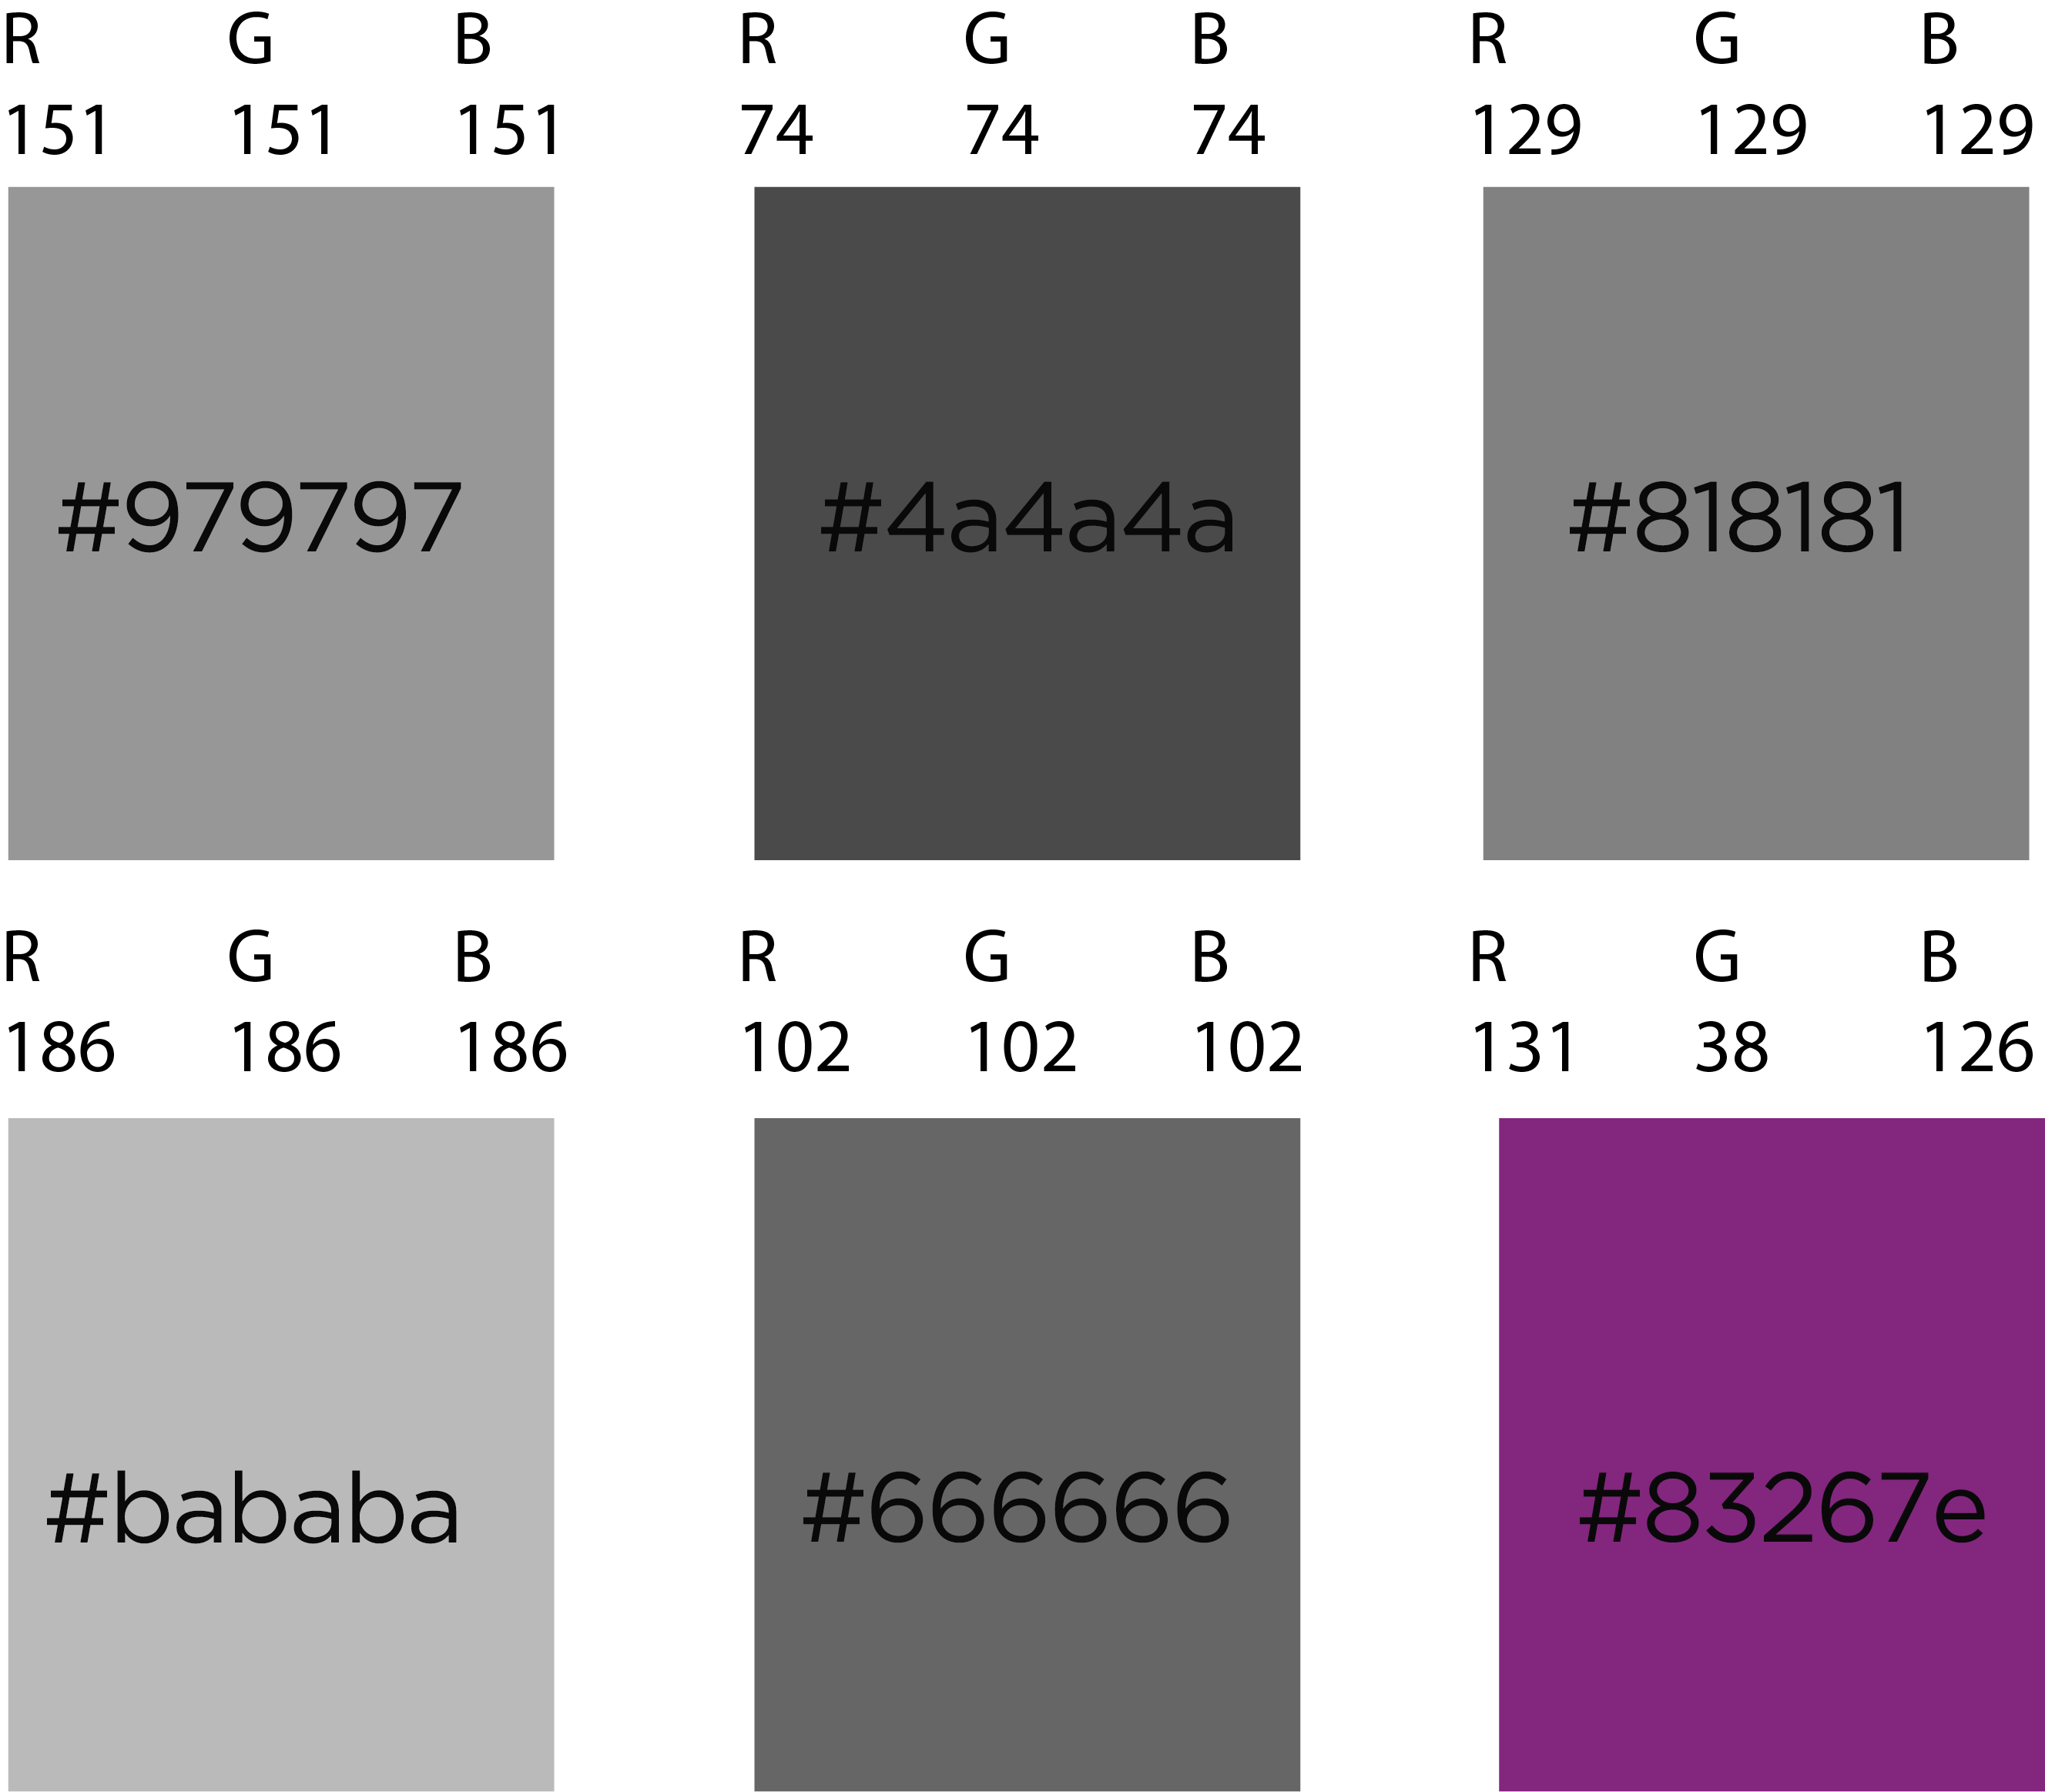 R G B R G B R G B
151 151 151 74 74 74 129 129 129
#979797 #4a4a4a #818181
R G B R G B R G B
186 186 186 102 102 102 131 38 126
#bababa #666666 #83267e